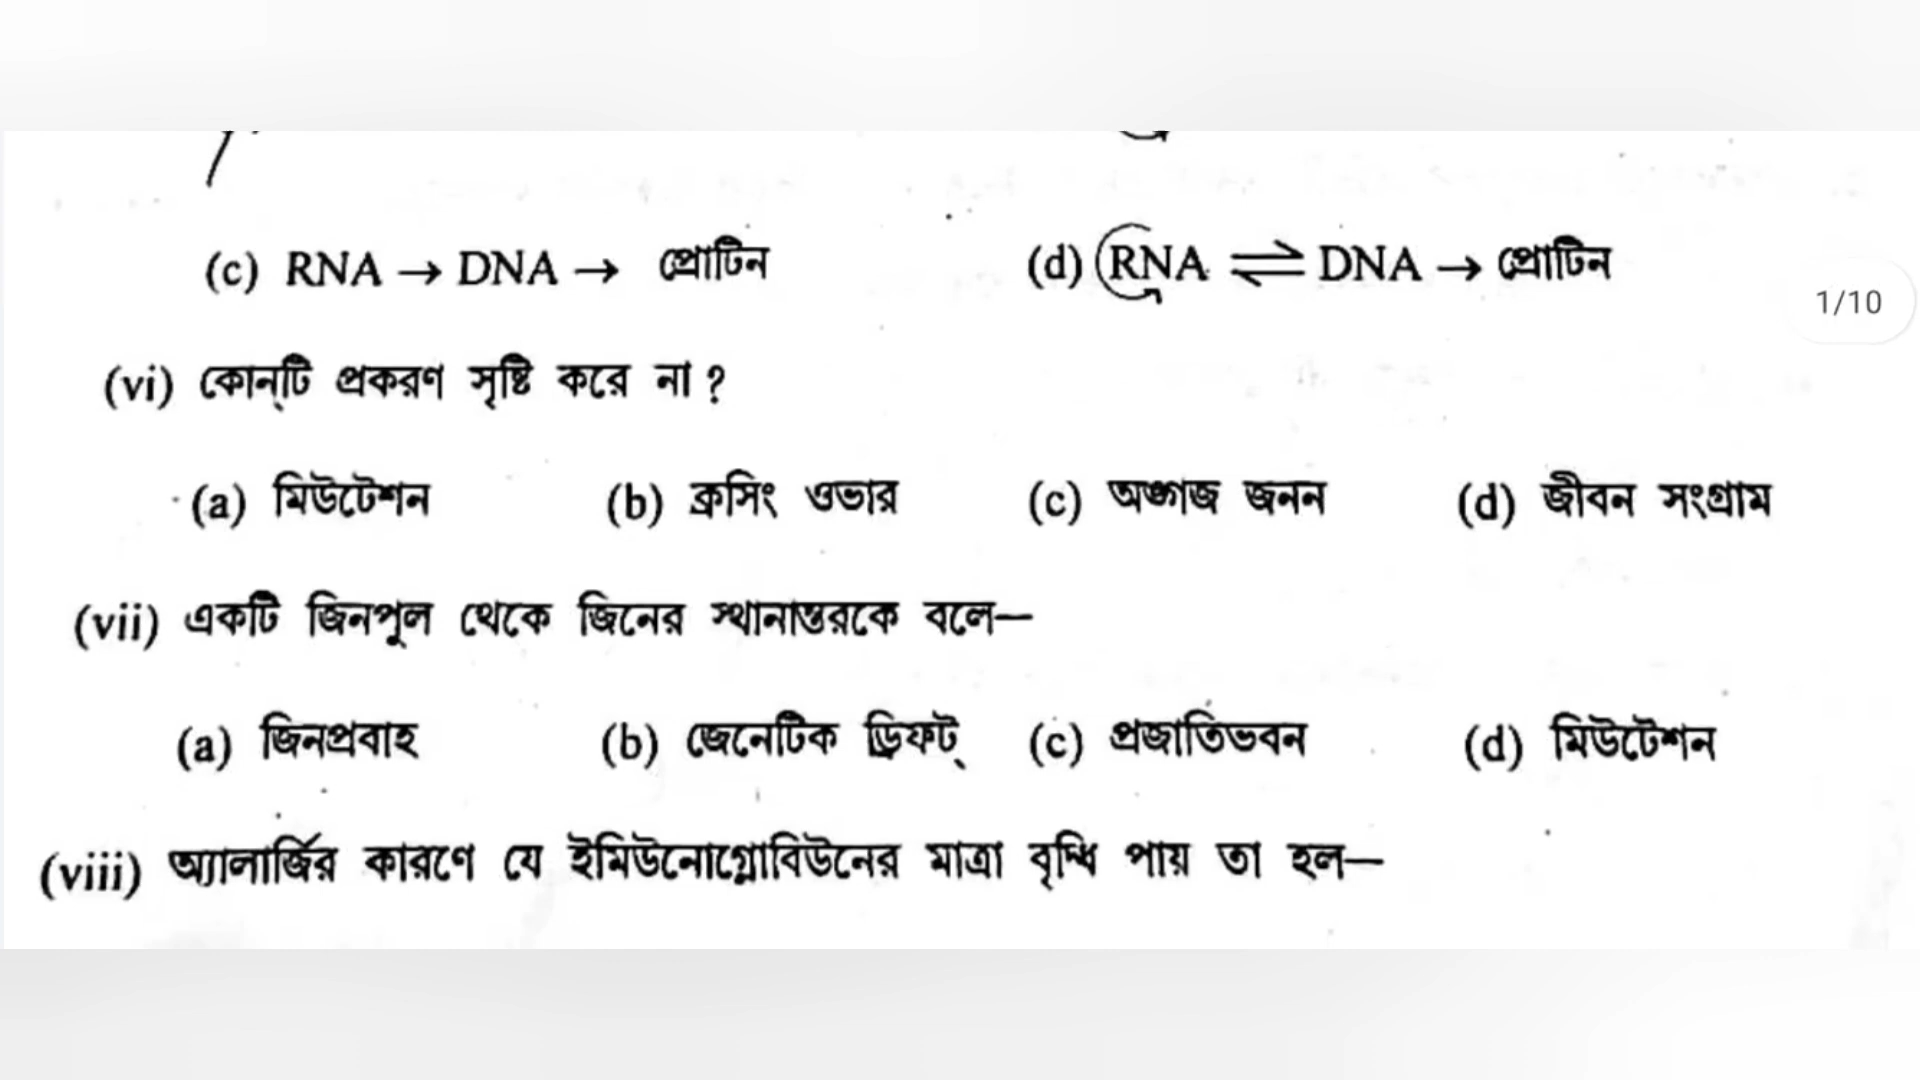 (c) RNA → DNA → প্রোটিন (d) RNA ⇌ DNA → প্রোটিন
1/10
(vi) কোন্‌টি প্রকরণ সৃষ্টি করে না ?
(a) মিউটেশন (b) ক্রসিং ওভার (c) অঙ্গজ জনন (d) জীবন সংগ্রাম
(vii) একটি জিনপুল থেকে জিনের স্থানান্তরকে বলে—
(a) জিনপ্রবাহ (b) জেনেটিক ড্রিফট্ (c) প্রজাতিভবন (d) মিউটেশন
(viii) অ্যালার্জির কারণে যে ইমিউনোগ্লোবিউনের মাত্রা বৃদ্ধি পায় তা হল—